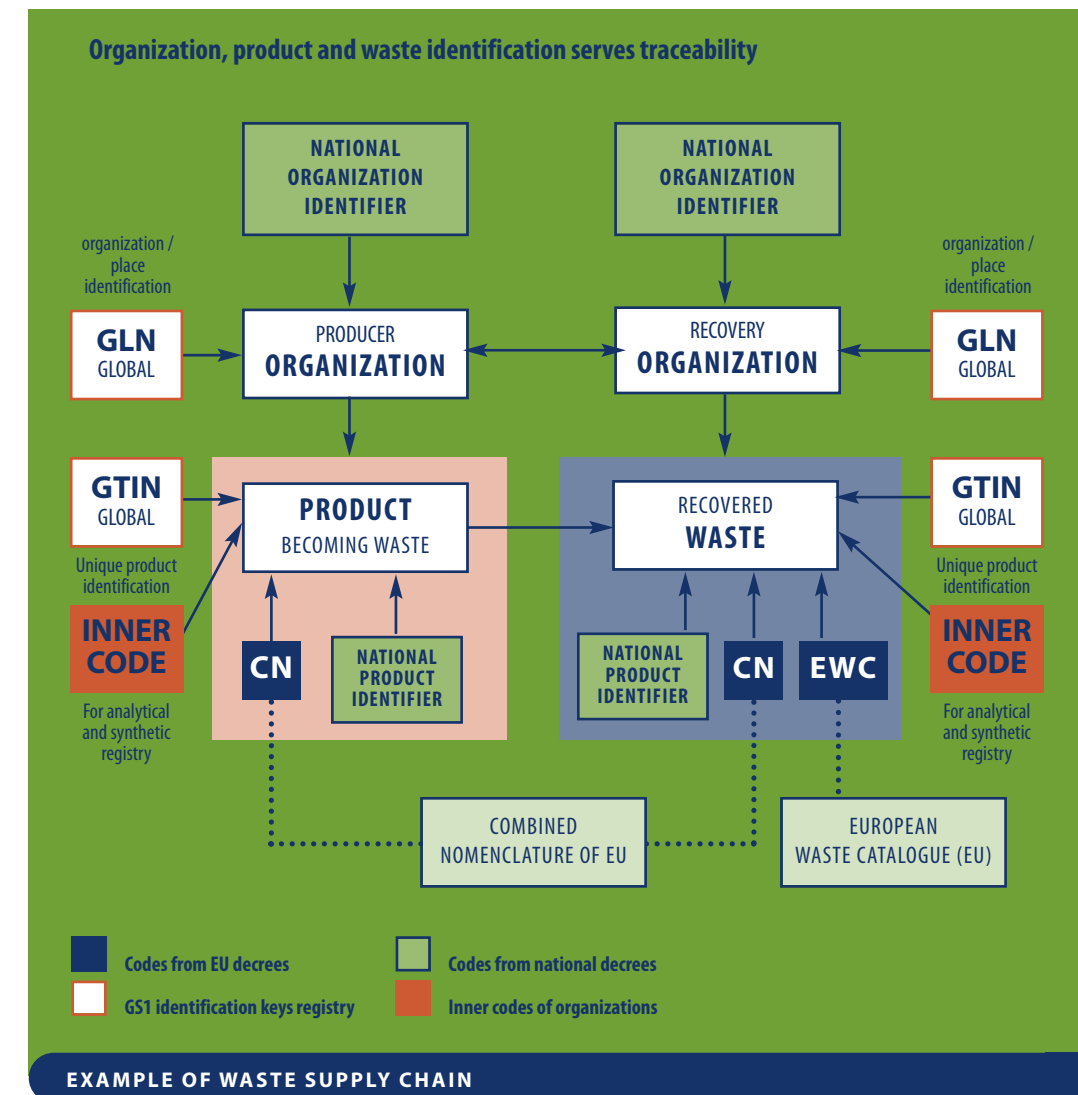 Organization, product and waste identification serves traceability
NATIONAL
ORGANIZATION
IDENTIFIER
NATIONAL
ORGANIZATION
IDENTIFIER
organization /
place
identification
organization /
place
identification
GLN
GLOBAL
PRODUCER
ORGANIZATION
RECOVERY
ORGANIZATION
GLN
GLOBAL
GTIN
GLOBAL
PRODUCT
BECOMING WASTE
RECOVERED
WASTE
GTIN
GLOBAL
Unique product
identification
Unique product
identification
INNER
CODE
CN
NATIONAL
PRODUCT
IDENTIFIER
NATIONAL
PRODUCT
IDENTIFIER
CN
EWC
INNER
CODE
For analytical
and synthetic
registry
For analytical
and synthetic
registry
COMBINED
NOMENCLATURE OF EU
EUROPEAN
WASTE CATALOGUE (EU)
Codes from EU decrees
Codes from national decrees
GS1 identification keys registry
Inner codes of organizations
EXAMPLE OF WASTE SUPPLY CHAIN